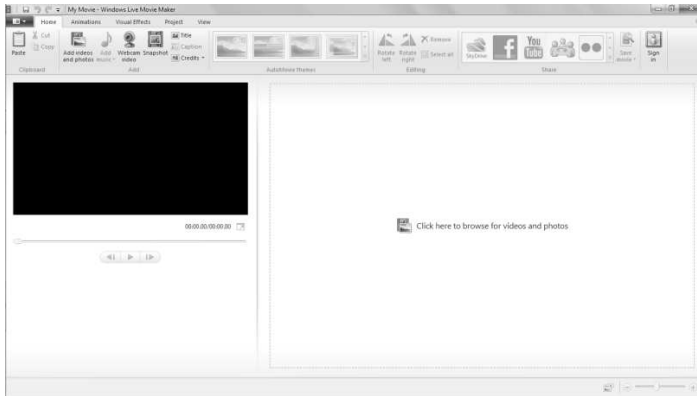 My Movie - Windows Live Movie Maker
Home Animations Visual Effects Project View
Paste
Cut
Copy
Clipboard
Add videos and photos
Add music
Webcam video
Snapshot
Title
Caption
Credits
Add
AutoMovie Themes
Rotate left
Rotate right
Remove
Select all
Editing
SkyDrive
f
You Tube
Share
Save movie
Sign in
00:00.00/00:00.00
Click here to browse for videos and photos